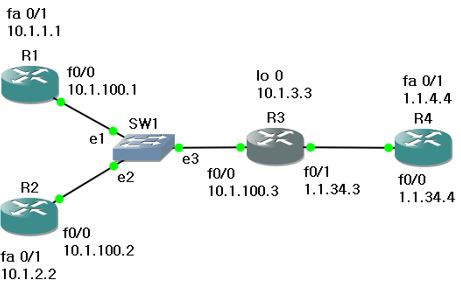 fa 0/1
10.1.1.1
R1
f0/0
10.1.100.1
SW1
e1
e2
e3
R2
f0/0
10.1.100.2
fa 0/1
10.1.2.2
lo 0
10.1.3.3
R3
f0/0
10.1.100.3
f0/1
1.1.34.3
fa 0/1
1.1.4.4
R4
f0/0
1.1.34.4